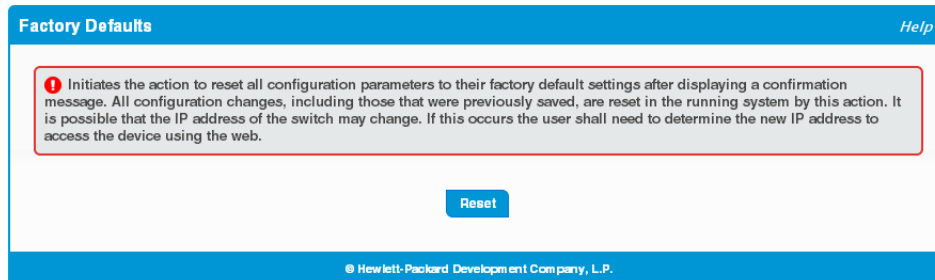 Factory Defaults
Help
Initiates the action to reset all configuration parameters to their factory default settings after displaying a confirmation
message. All configuration changes, including those that were previously saved, are reset in the running system by this action. It
is possible that the IP address of the switch may change. If this occurs the user shall need to determine the new IP address to
access the device using the web.
Reset
© Hewlett-Packard Development Company, L.P.